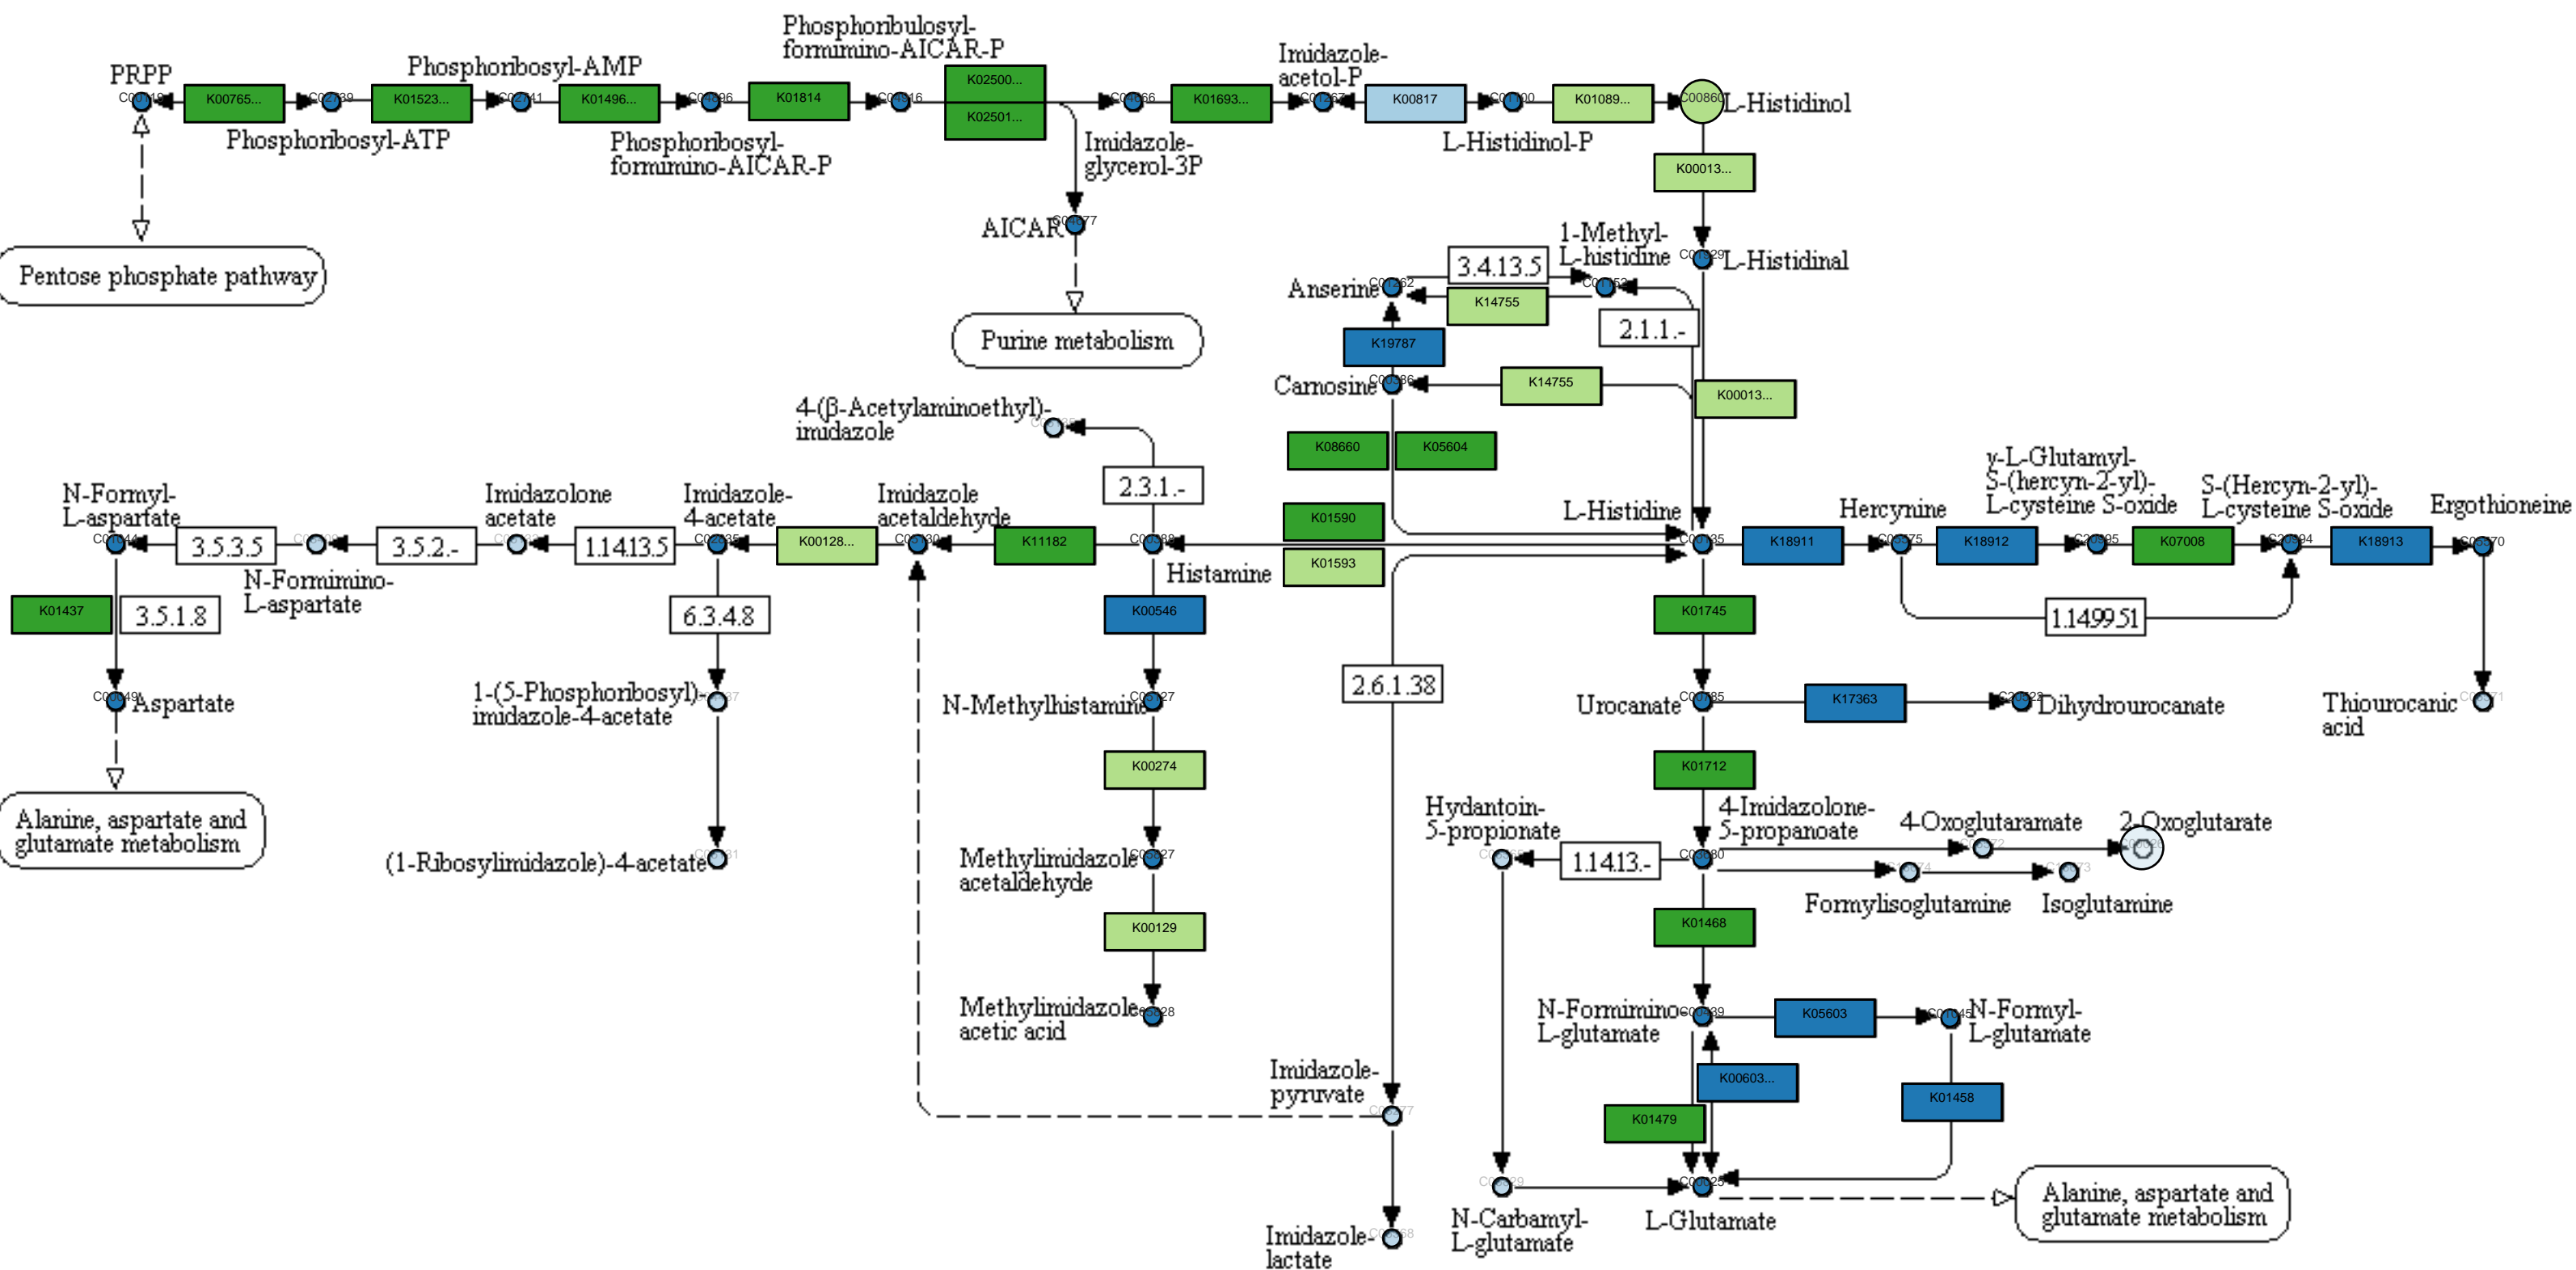 Phosphoribulosyl-
formimino-AICAR-P
PRPP
Phosphoribosyl-AMP
Imidazole-
acetol-P
K00765...
K01523...
K01496...
K01814
K02500...
K02501...
K01693...
K00817
K01089...
C00860
L-Histidinol
Phosphoribosyl-ATP
Phosphoribosyl-
formimino-AICAR-P
Imidazole-
glycerol-3P
L-Histidinol-P
K00013...
AICAR
1-Methyl-
L-histidine
L-Histidinal
Pentose phosphate pathway
3.4.13.5
Anserine
K14755
2.1.1.-
Purine metabolism
K19787
Carnosine
K14755
K00013...
4-(β-Acetylaminoethyl)-
imidazole
K08660
K05604
2.3.1.-
N-Formyl-
L-aspartate
Imidazolone
acetate
Imidazole-
4-acetate
Imidazole
acetaldehyde
K01590
L-Histidine
Hercynine
γ-L-Glutamyl-
S-(hercyn-2-yl)-
L-cysteine S-oxide
S-(Hercyn-2-yl)-
L-cysteine S-oxide
Ergothioneine
3.5.3.5
3.5.2.-
1.14.13.5
K00128...
K11182
C00135
K18911
K18912
K07008
K18913
N-Formimino-
L-aspartate
Histamine
K01593
K01437
3.5.1.8
6.3.4.8
K00546
K01745
1.14.99.51
2.6.1.38
Aspartate
1-(5-Phosphoribosyl)-
imidazole-4-acetate
N-Methylhistamine
Urocanate
K17363
Dihydrourocanate
Thiourocanic
acid
K00274
K01712
Alanine, aspartate and
glutamate metabolism
(1-Ribosylimidazole)-4-acetate
Methylimidazole
acetaldehyde
Hydantoin-
5-propionate
1.14.13.-
4-Imidazolone-
5-propanoate
4-Oxoglutaramate
2-Oxoglutarate
Formylisoglutamine
Isoglutamine
K00129
K01468
Methylimidazole
acetic acid
N-Formimino-
L-glutamate
K05603
N-Formyl-
L-glutamate
Imidazole-
pyruvate
K00603...
K01458
K01479
N-Carbamyl-
L-glutamate
L-Glutamate
Alanine, aspartate and
glutamate metabolism
Imidazole-
lactate